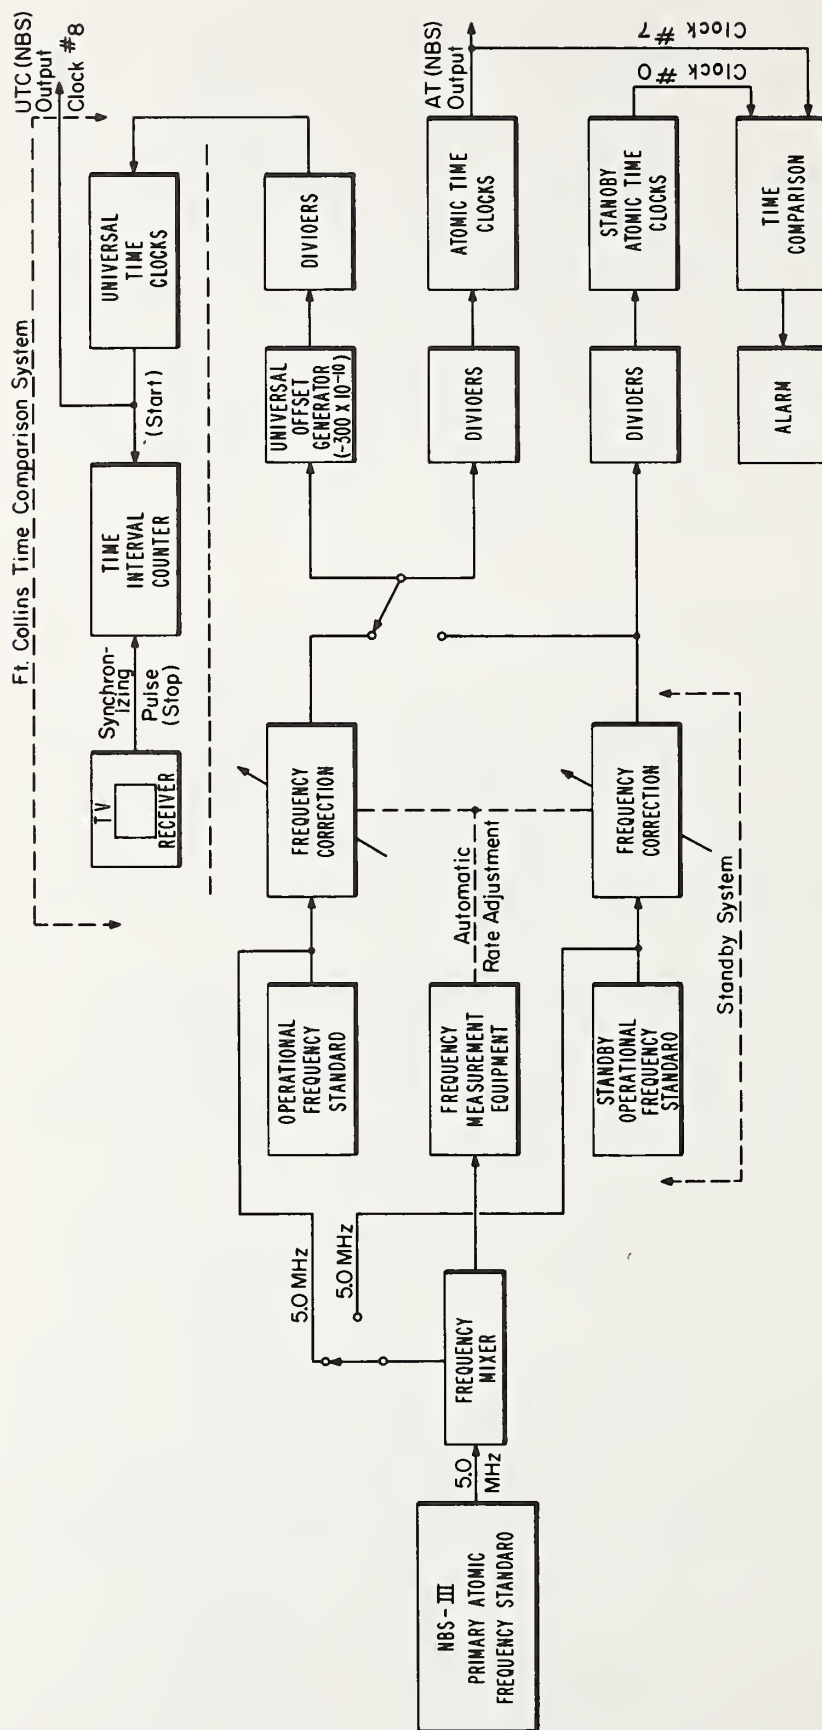 Ft. Collins Time Comparison System
UTC (NBS)
Output
Clock #8
TV
RECEIVER
Synchron-
izing
Pulse
(Stop)
TIME
INTERVAL
COUNTER
(Start)
UNIVERSAL
TIME
CLOCKS
OPERATIONAL
FREQUENCY
STANDARD
FREQUENCY
CORRECTION
UNIVERSAL
OFFSET
GENERATOR
(-300 X 10-10)
DIVIDERS
5.0 MHz
5.0 MHz
NBS-III
PRIMARY ATOMIC
FREQUENCY STANDARD
5.0
MHz
FREQUENCY
MIXER
FREQUENCY
MEASUREMENT
EQUIPMENT
Automatic
Rate Adjustment
DIVIDERS
ATOMIC TIME
CLOCKS
AT (NBS)
Output
STANDBY
OPERATIONAL
FREQUENCY
STANDARD
FREQUENCY
CORRECTION
DIVIDERS
STANOBY
ATOMIC TIME
CLOCKS
Clock #0
Clock #7
Standby System
ALARM
TIME
COMPARISON